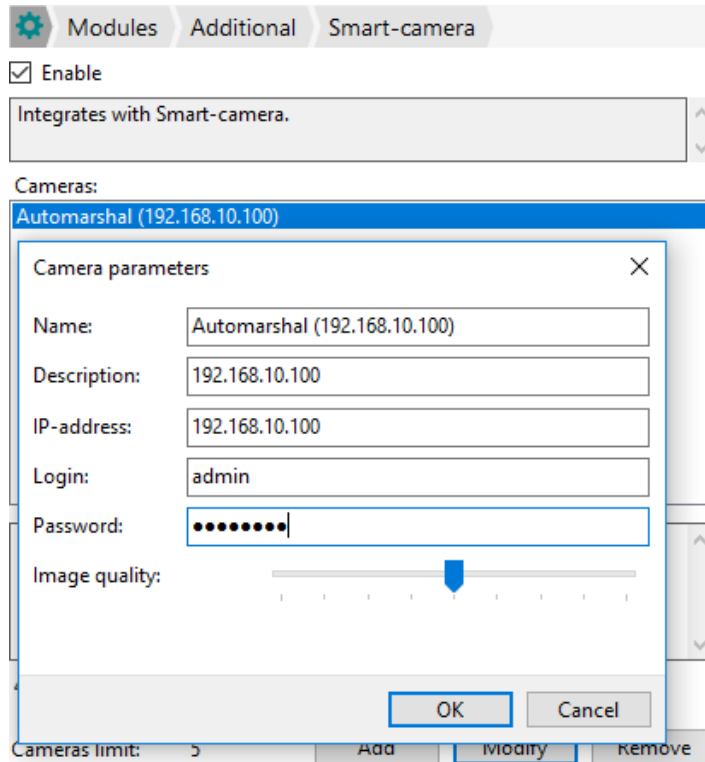 Modules Additional Smart-camera
Enable
Integrates with Smart-camera.
Cameras:
Automarshal (192.168.10.100)
Camera parameters
Name: Automarshal (192.168.10.100)
Description: 192.168.10.100
IP-address: 192.168.10.100
Login: admin
Password: ●●●●●●●●
Image quality:
OK Cancel
Cameras limit: 5 Add Modify Remove